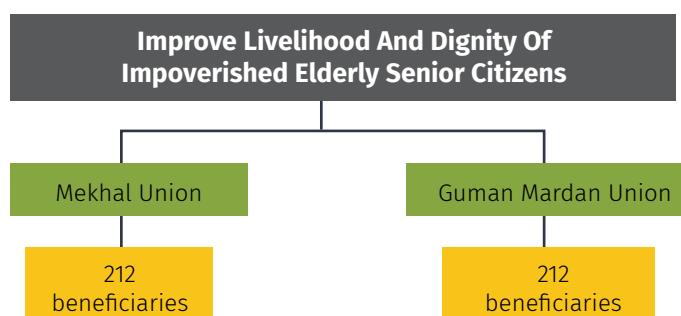 Improve Livelihood And Dignity Of
Impoverished Elderly Senior Citizens
Mekhal Union
Guman Mardan Union
212
beneficiaries
212
beneficiaries